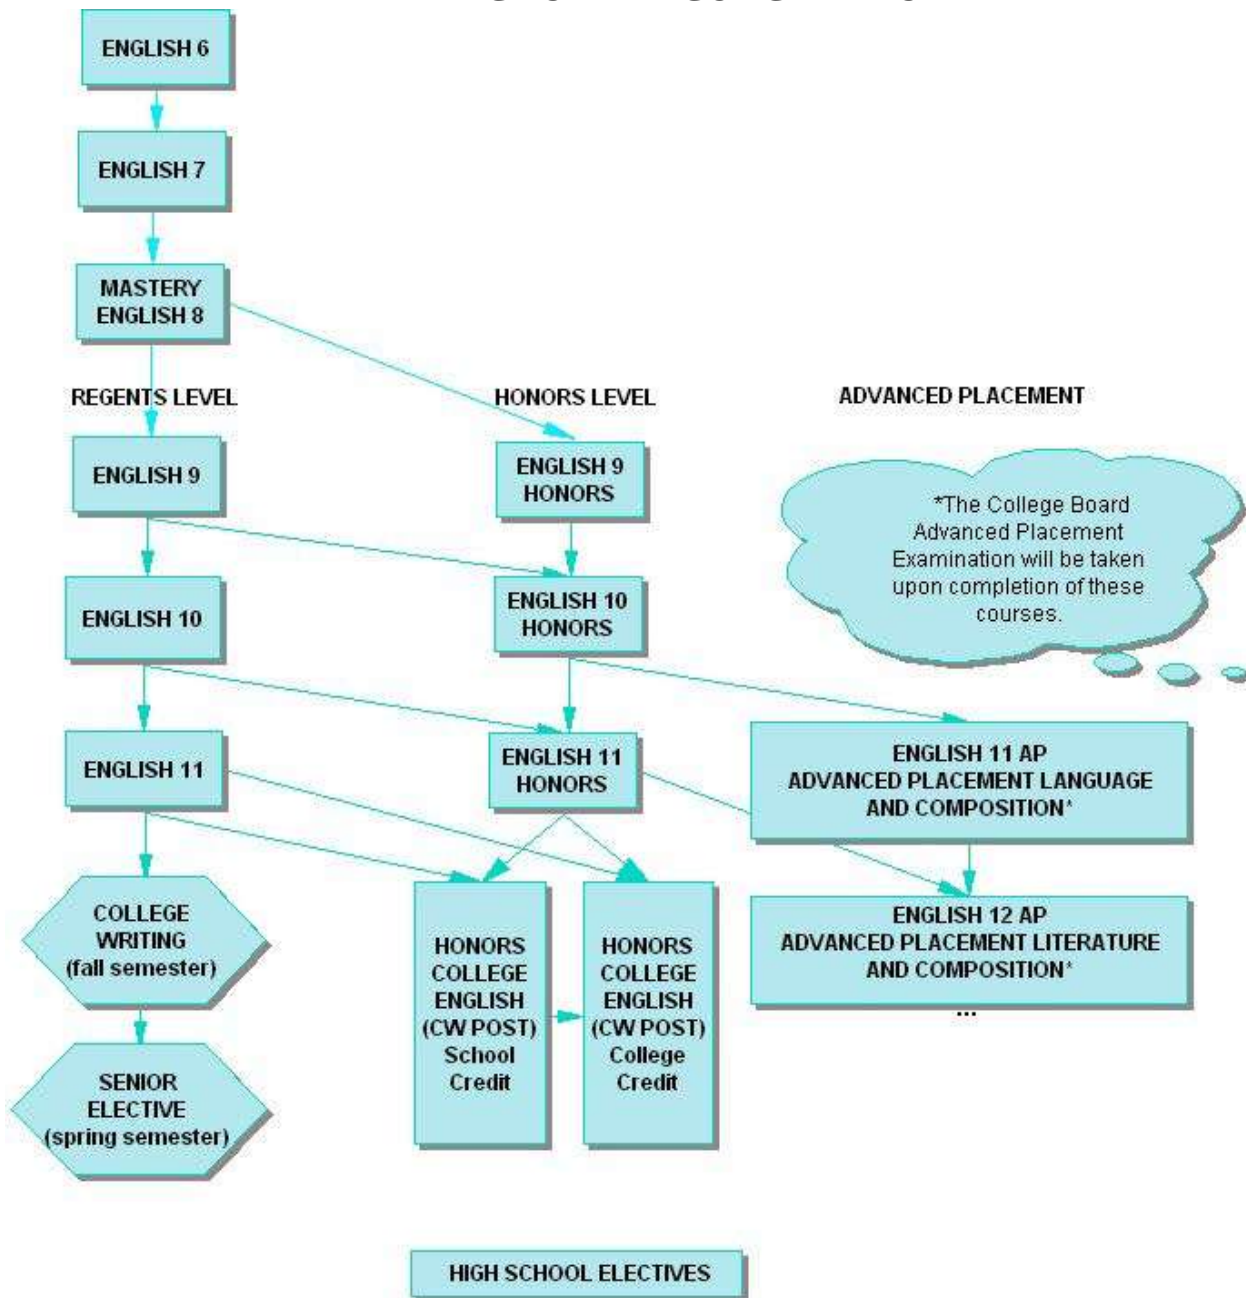 ENGLISH 6
ENGLISH 7
MASTERY
ENGLISH 8
REGENTS LEVEL
HONORS LEVEL
ADVANCED PLACEMENT
ENGLISH 9
ENGLISH 9
HONORS
*The College Board
Advanced Placement
Examination will be taken
upon completion of these
courses.
ENGLISH 10
ENGLISH 10
HONORS
ENGLISH 11
ENGLISH 11
HONORS
ENGLISH 11 AP
ADVANCED PLACEMENT LANGUAGE
AND COMPOSITION*
COLLEGE
WRITING
(fall semester)
HONORS
COLLEGE
ENGLISH
(CW POST)
School
Credit
HONORS
COLLEGE
ENGLISH
(CW POST)
College
Credit
ENGLISH 12 AP
ADVANCED PLACEMENT LITERATURE
AND COMPOSITION*
...
SENIOR
ELECTIVE
(spring semester)
HIGH SCHOOL ELECTIVES